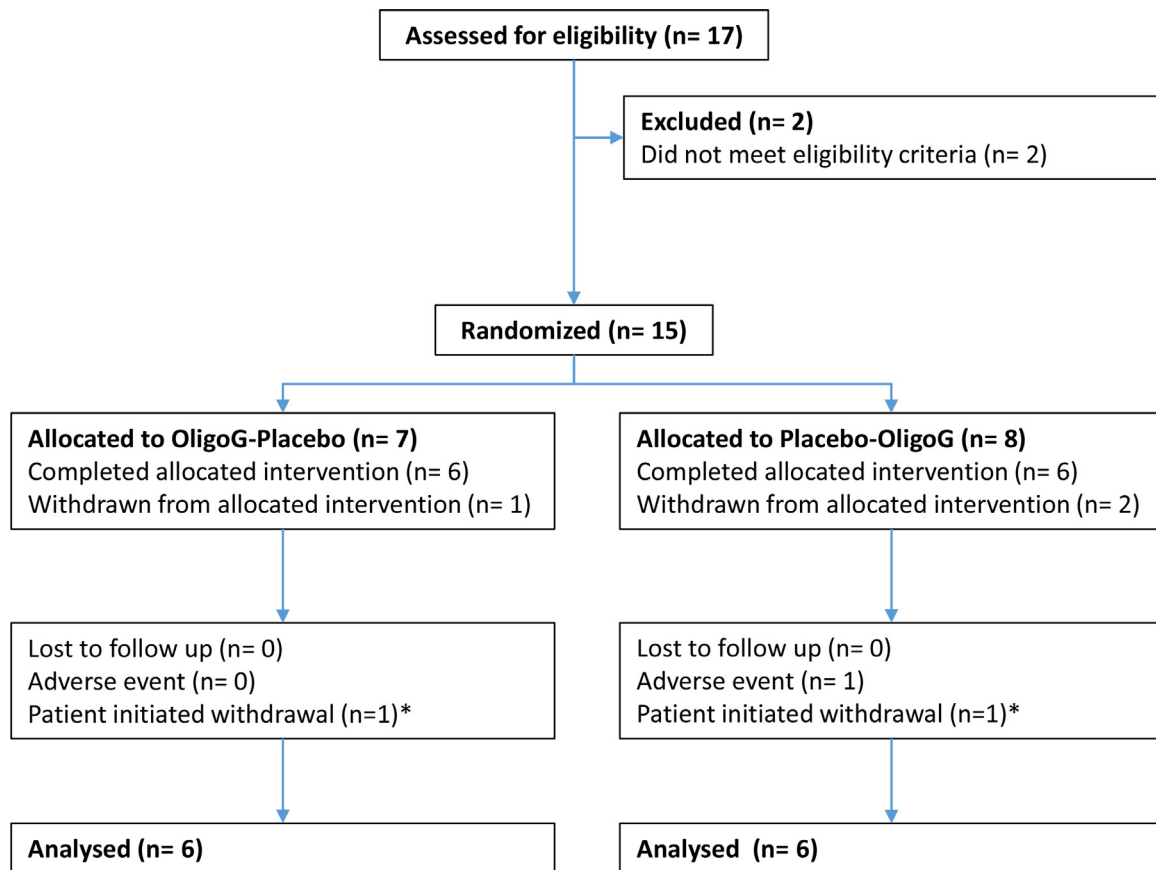 Assessed for eligibility (n= 17)
Excluded (n= 2)
Did not meet eligibility criteria (n= 2)
Randomized (n= 15)
Allocated to OligoG-Placebo (n= 7)
Completed allocated intervention (n= 6)
Withdrawn from allocated intervention (n= 1)
Allocated to Placebo-OligoG (n= 8)
Completed allocated intervention (n= 6)
Withdrawn from allocated intervention (n= 2)
Lost to follow up (n= 0)
Adverse event (n= 0)
Patient initiated withdrawal (n=1)*
Lost to follow up (n= 0)
Adverse event (n= 1)
Patient initiated withdrawal (n=1)*
Analysed (n= 6)
Analysed  (n= 6)